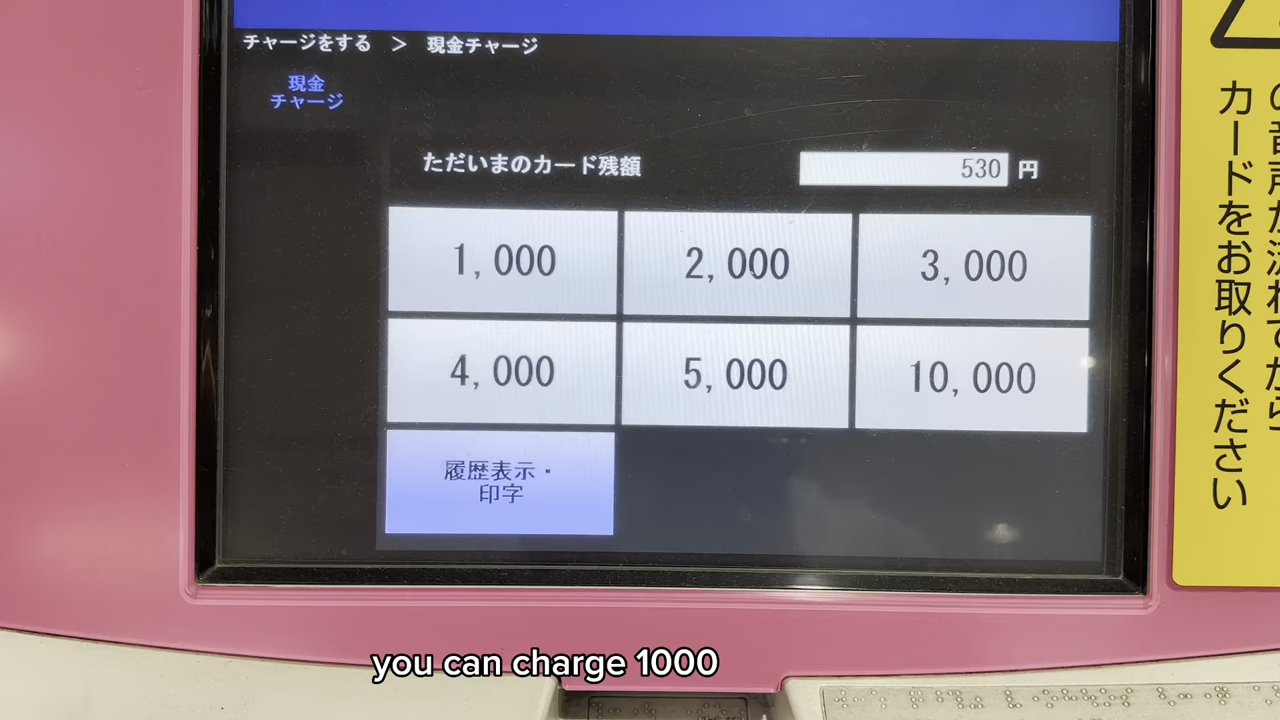 チャージをする > 現金チャージ
現金
チャージ
ただいまのカード残額 530 円
1,000 2,000 3,000
4,000 5,000 10,000
履歴表示・
印字
カードをお取りください
you can charge 1000